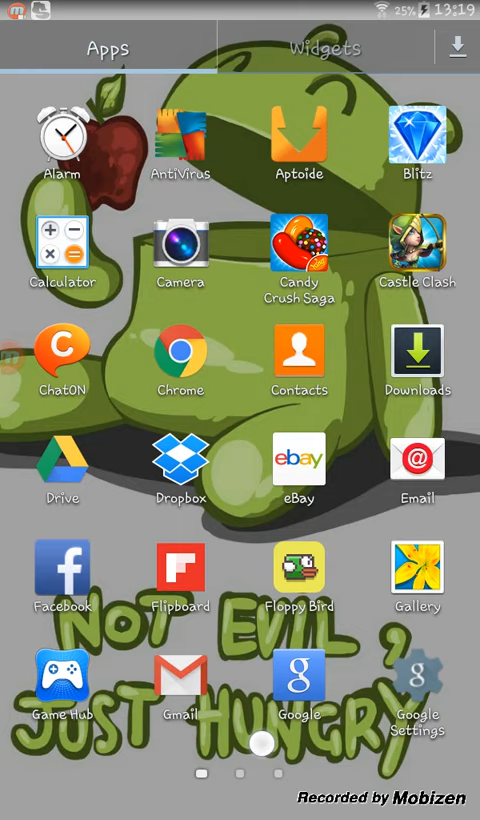 25% 13:19
Apps Widgets
Alarm AntiVirus Aptoide Blitz
Calculator Camera Candy Crush Saga Castle Clash
ChatON Chrome Contacts Downloads
ebay
Drive Dropbox eBay Email
Facebook Flipboard Floppy Bird Gallery
NOT EVIL,
JUST HUNGRY
Game Hub Gmail Google Google Settings
Recorded by Mobizen